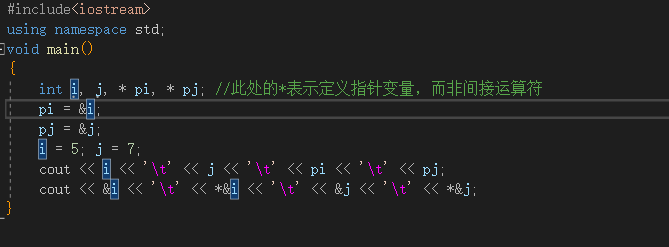 #include<iostream>
using namespace std;
void main()
{
int i, j, * pi, * pj; //此处的*表示定义指针变量，而非间接运算符
pi = &i;
pj = &j;
i = 5; j = 7;
cout << i << '\t' << j << '\t' << pi << '\t' << pj;
cout << &i << '\t' << *&i << '\t' << &j << '\t' << *&j;
}